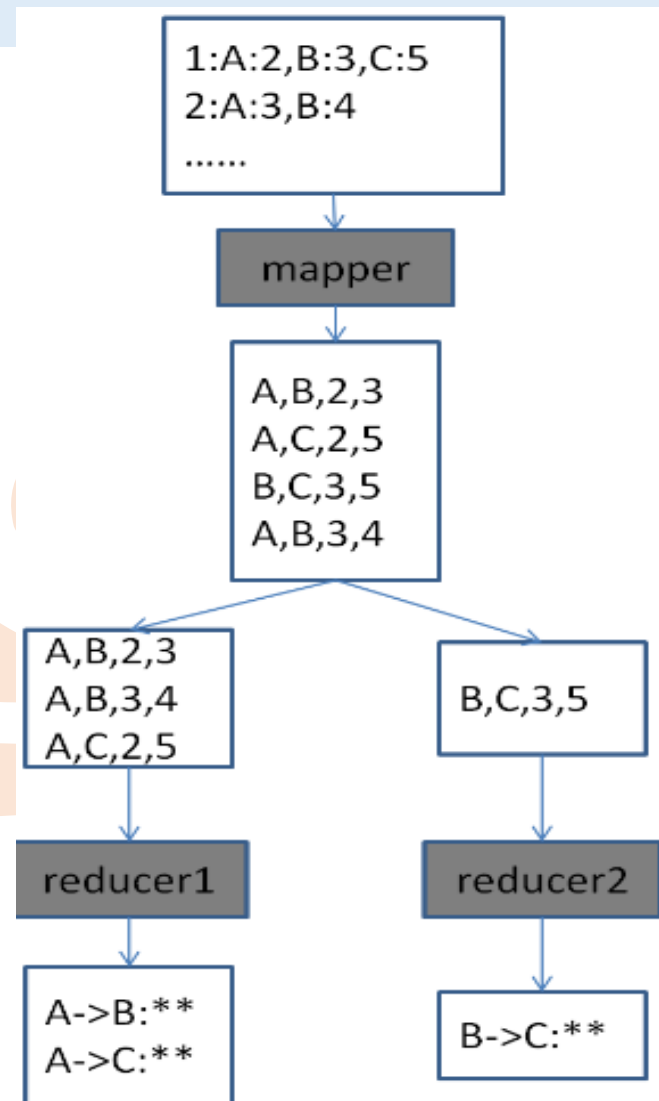 1:A:2,B:3,C:5
2:A:3,B:4
......
mapper
A,B,2,3
A,C,2,5
B,C,3,5
A,B,3,4
A,B,2,3
A,B,3,4
A,C,2,5
B,C,3,5
reducer1
reducer2
A->B:**
A->C:**
B->C:**